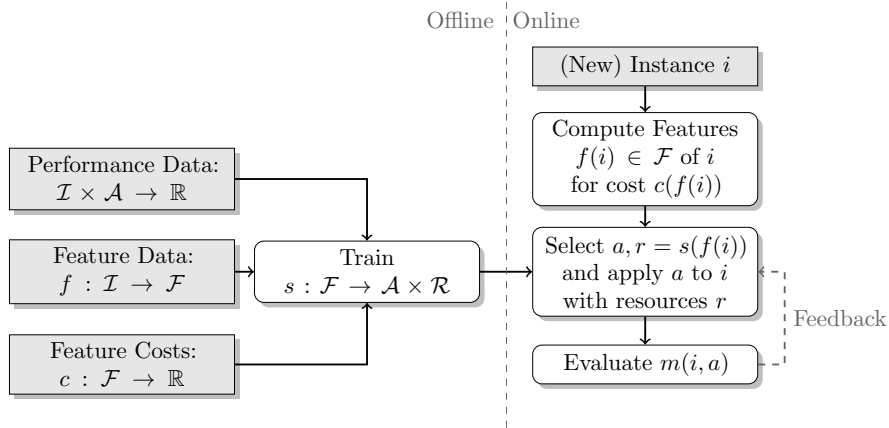 Offline
Online
Performance Data:
ℐ × 𝒜 → ℝ
Feature Data:
f : ℐ → ℱ
Feature Costs:
c : ℱ → ℝ
Train
s : ℱ → 𝒜 × ℛ
(New) Instance i
Compute Features
f(i) ∈ ℱ of i
for cost c(f(i))
Select a, r = s(f(i))
and apply a to i
with resources r
Evaluate m(i, a)
Feedback